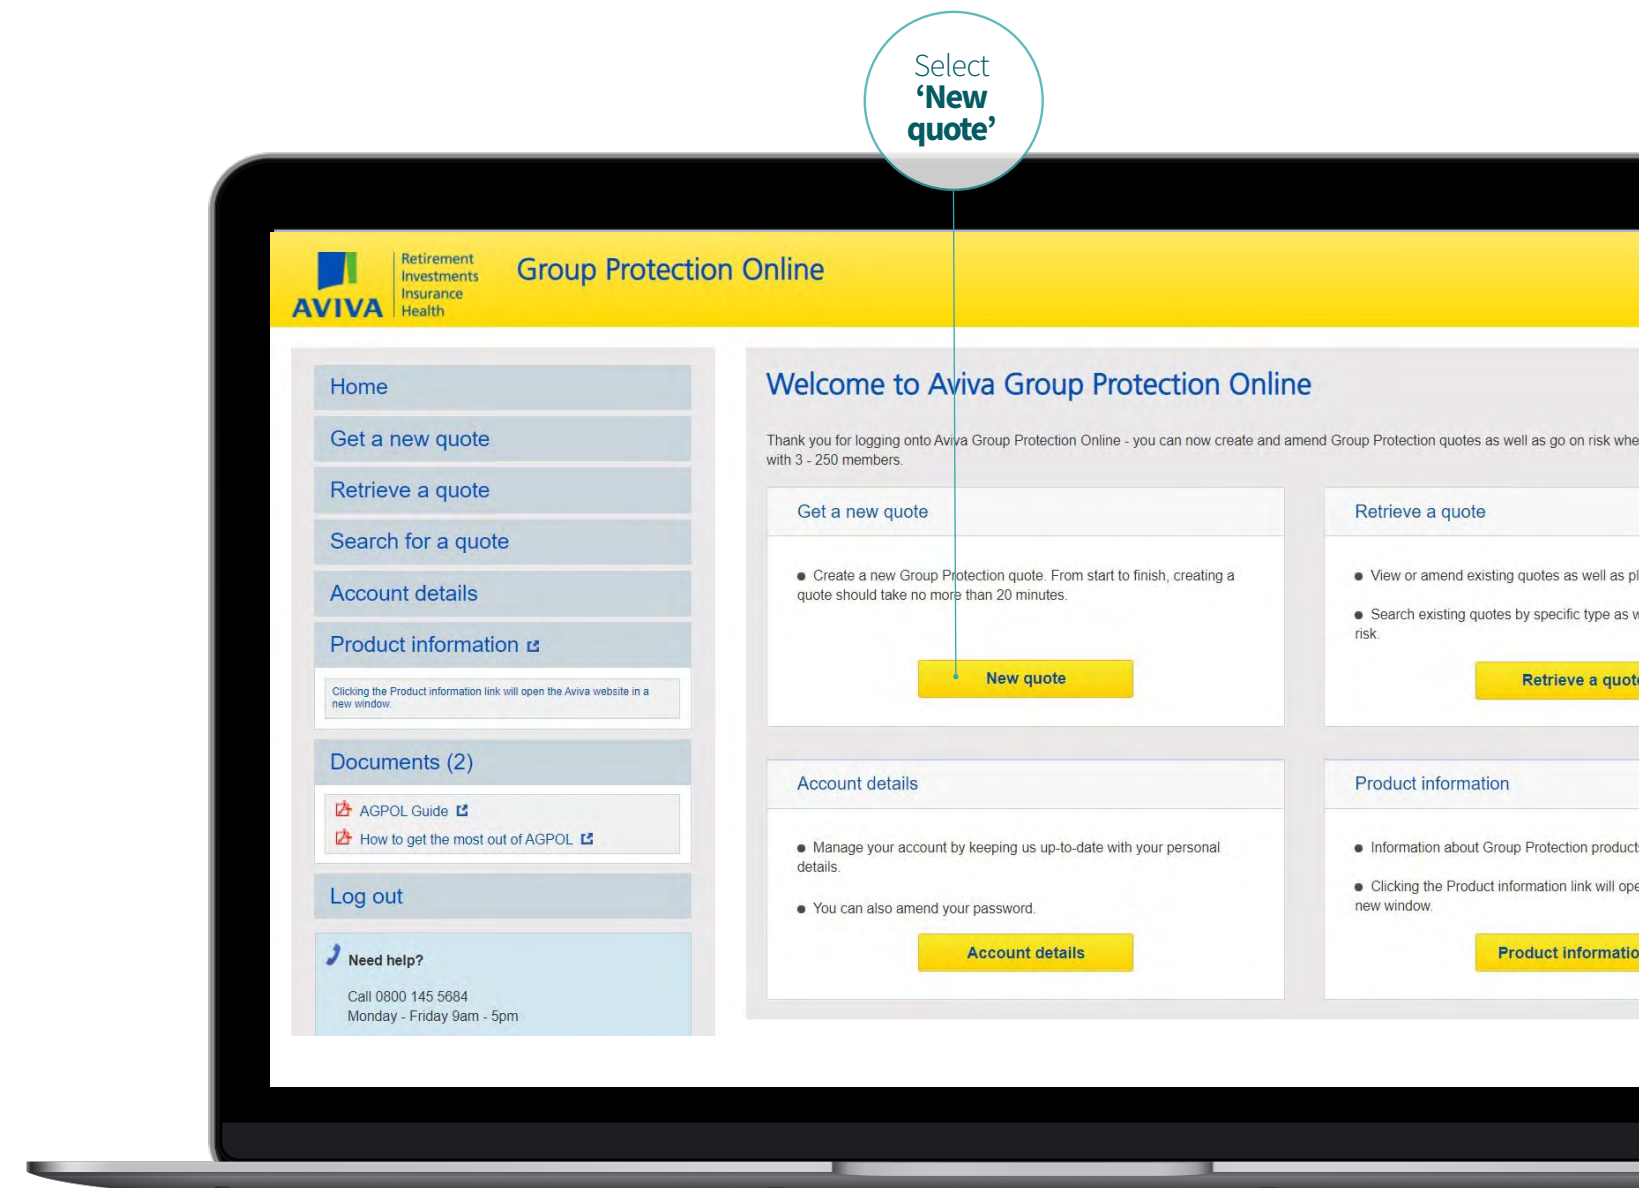 Select
‘New
quote’
AVIVA
Retirement
Investments
Insurance
Health
Group Protection Online
Home
Get a new quote
Retrieve a quote
Search for a quote
Account details
Product information
Clicking the Product information link will open the Aviva website in a
new window.
Documents (2)
AGPOL Guide
How to get the most out of AGPOL
Log out
Need help?
Call 0800 145 5684
Monday - Friday 9am - 5pm
Welcome to Aviva Group Protection Online
Thank you for logging onto Aviva Group Protection Online - you can now create and amend Group Protection quotes as well as go on risk
with 3 - 250 members.
Get a new quote
● Create a new Group Protection quote. From start to finish, creating a
quote should take no more than 20 minutes.
New quote
Retrieve a quote
● View or amend existing quotes as well as
● Search existing quotes by specific type as
risk.
Retrieve a quote
Account details
● Manage your account by keeping us up-to-date with your personal
details.
● You can also amend your password.
Account details
Product information
● Information about Group Protection products
● Clicking the Product information link will
new window.
Product information